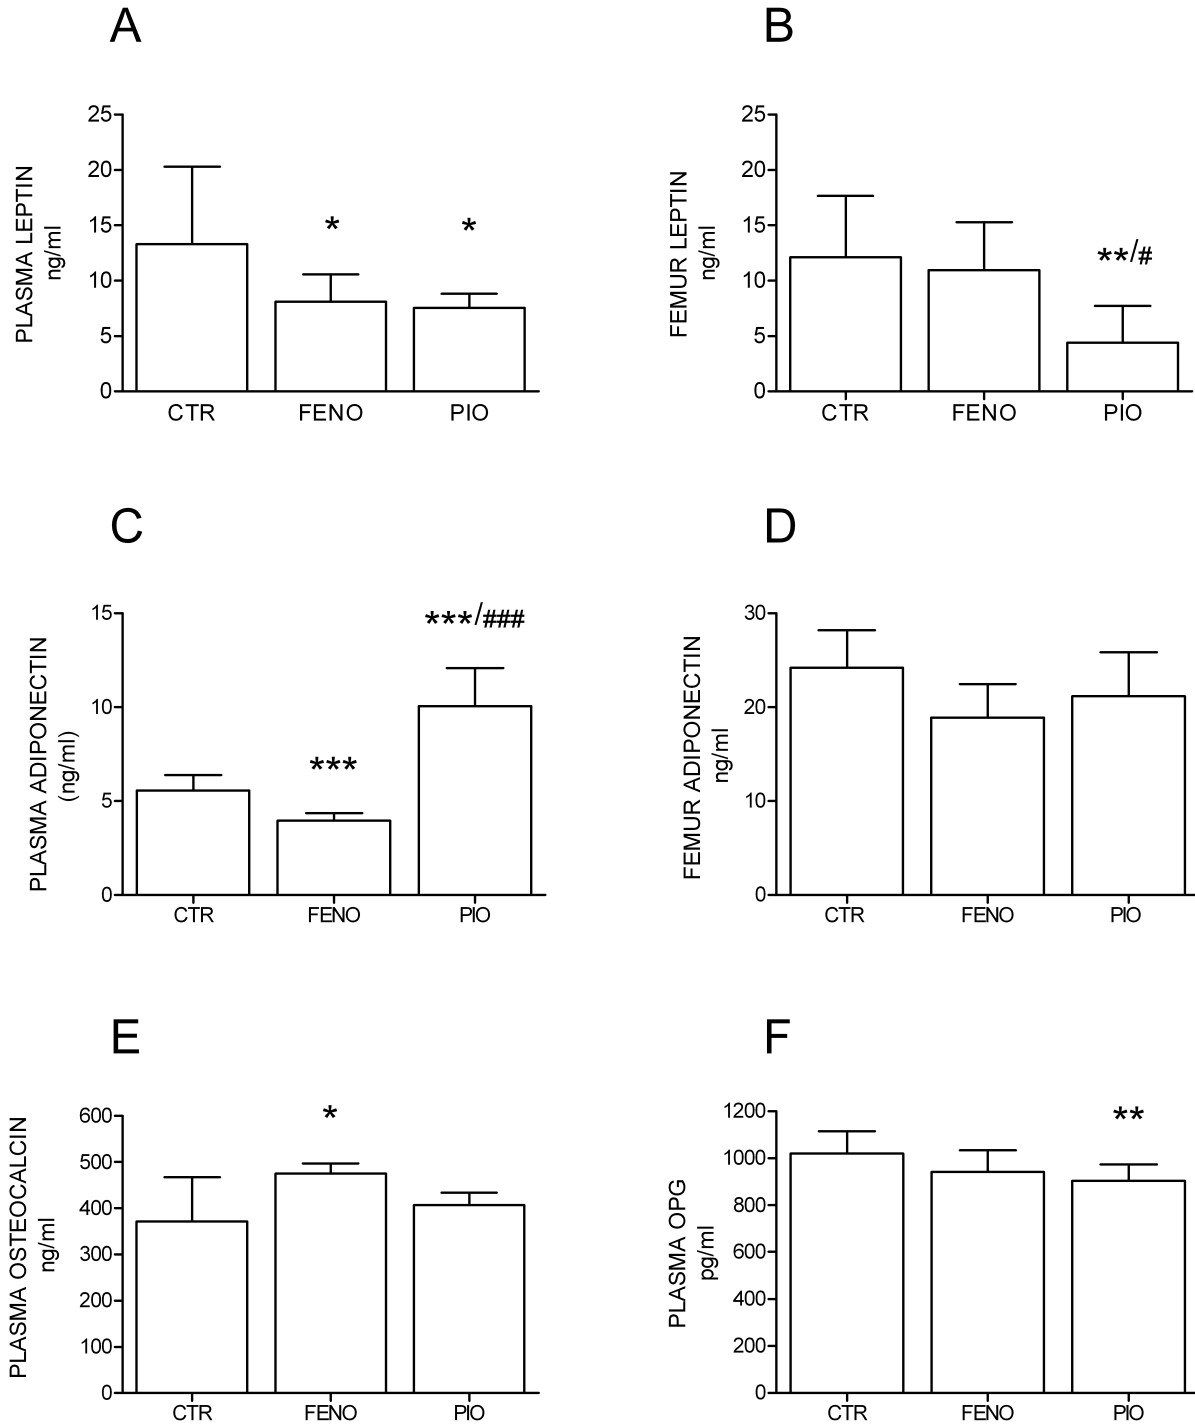 A
PLASMA LEPTIN
ng/ml
25
20
15
10
5
0
*
*
CTR FENO PIO
B
FEMUR LEPTIN
ng/ml
25
20
15
10
5
0
**/#
CTR FENO PIO
C
PLASMA ADIPONECTIN
(ng/ml)
15
10
5
0
***
***/###
CTR FENO PIO
D
FEMUR ADIPONECTIN
ng/ml
30
20
10
0
CTR FENO PIO
E
PLASMA OSTEOCALCIN
ng/ml
600
500
400
300
200
100
0
*
CTR FENO PIO
F
PLASMA OPG
pg/ml
1200
1000
800
600
400
200
0
**
CTR FENO PIO